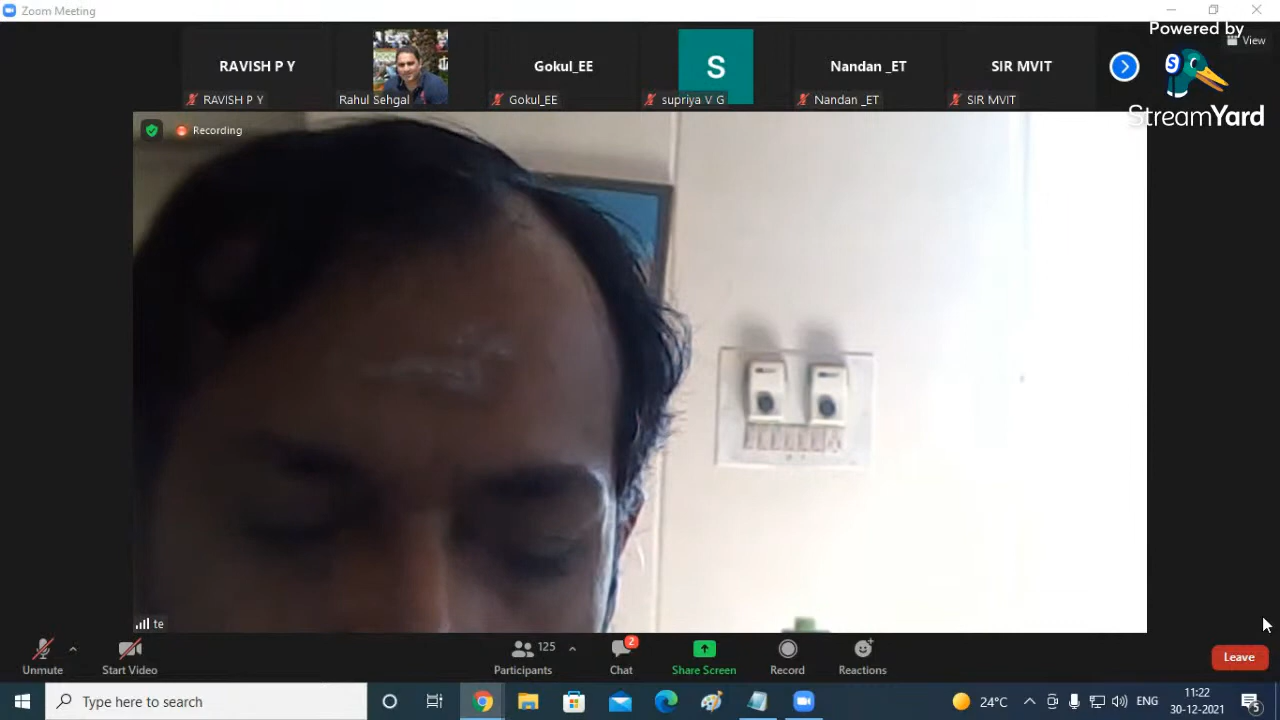 Zoom Meeting
Powered by
View
StreamYard
RAVISH P Y
Gokul_EE
S
Nandan _ET
SIR MVIT
RAVISH P Y
Rahul Sehgal
Gokul_EE
supriya V G
Nandan _ET
SIR MVIT
Recording
te
Unmute
Start Video
125
Participants
2
Chat
Share Screen
Record
Reactions
Leave
Type here to search
24°C
ENG
11:22
30-12-2021
5